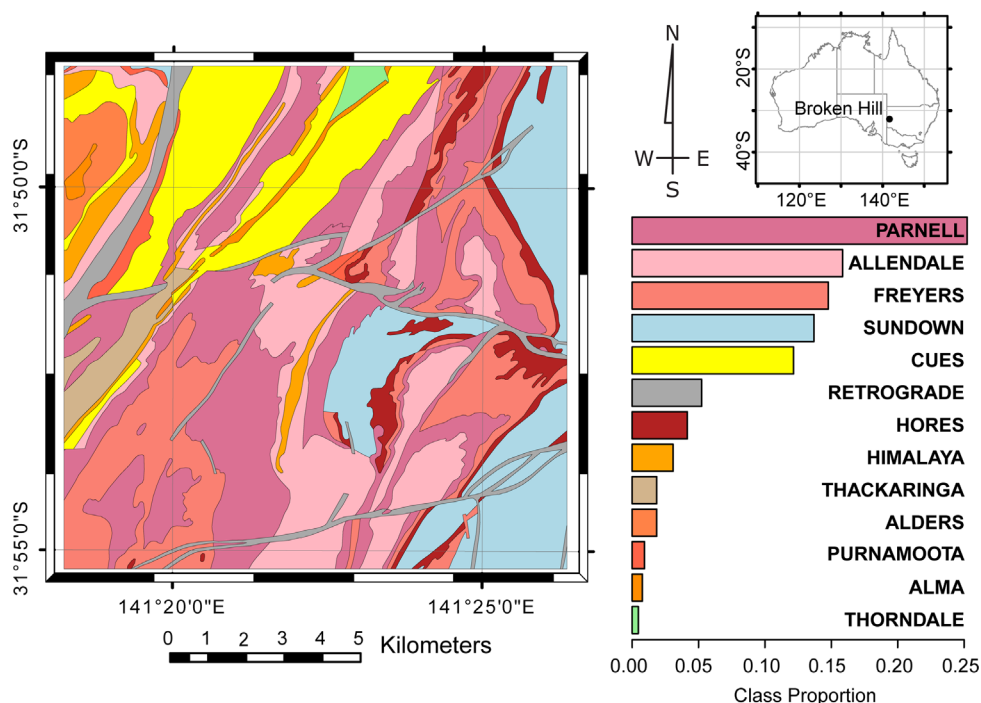 N
W E
S
20°S
40°S
Broken Hill
120°E 140°E
31°50'0"S
31°55'0"S
141°20'0"E 141°25'0"E
0 1 2 3 4 5 Kilometers
PARNELL
ALLENDALE
FREYERS
SUNDOWN
CUES
RETROGRADE
HORES
HIMALAYA
THACKARINGA
ALDERS
PURNAMOOTA
ALMA
THORNDALE
0.00 0.05 0.10 0.15 0.20 0.25
Class Proportion